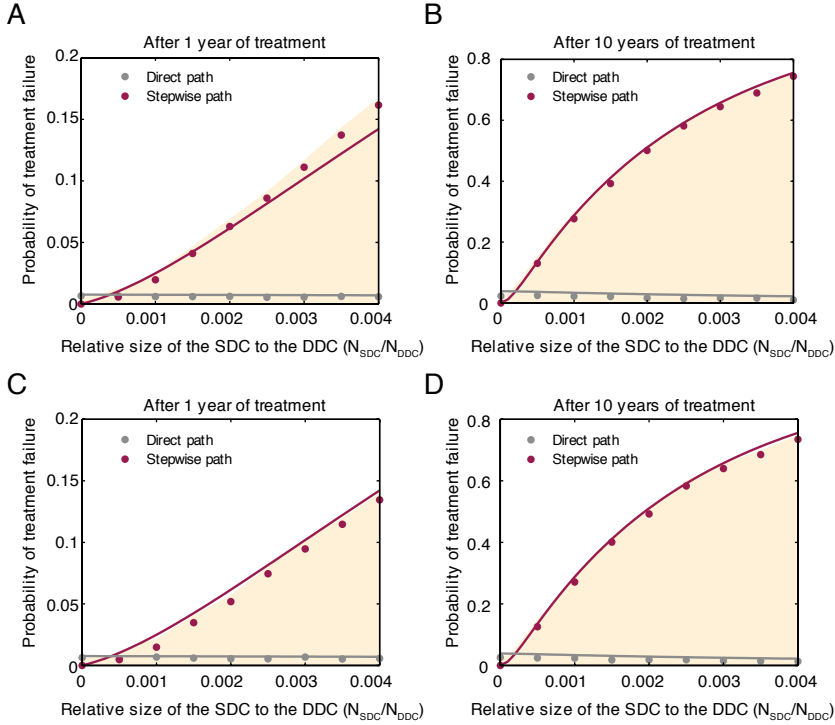 A
After 1 year of treatment
Direct path
Stepwise path
Probability of treatment failure
0.2
0.15
0.1
0.05
0
0 0.001 0.002 0.003 0.004
Relative size of the SDC to the DDC (N_SDC/N_DDC)
B
After 10 years of treatment
Direct path
Stepwise path
Probability of treatment failure
0.8
0.6
0.4
0.2
0
0 0.001 0.002 0.003 0.004
Relative size of the SDC to the DDC (N_SDC/N_DDC)
C
After 1 year of treatment
Direct path
Stepwise path
Probability of treatment failure
0.2
0.15
0.1
0.05
0
0 0.001 0.002 0.003 0.004
Relative size of the SDC to the DDC (N_SDC/N_DDC)
D
After 10 years of treatment
Direct path
Stepwise path
Probability of treatment failure
0.8
0.6
0.4
0.2
0
0 0.001 0.002 0.003 0.004
Relative size of the SDC to the DDC (N_SDC/N_DDC)